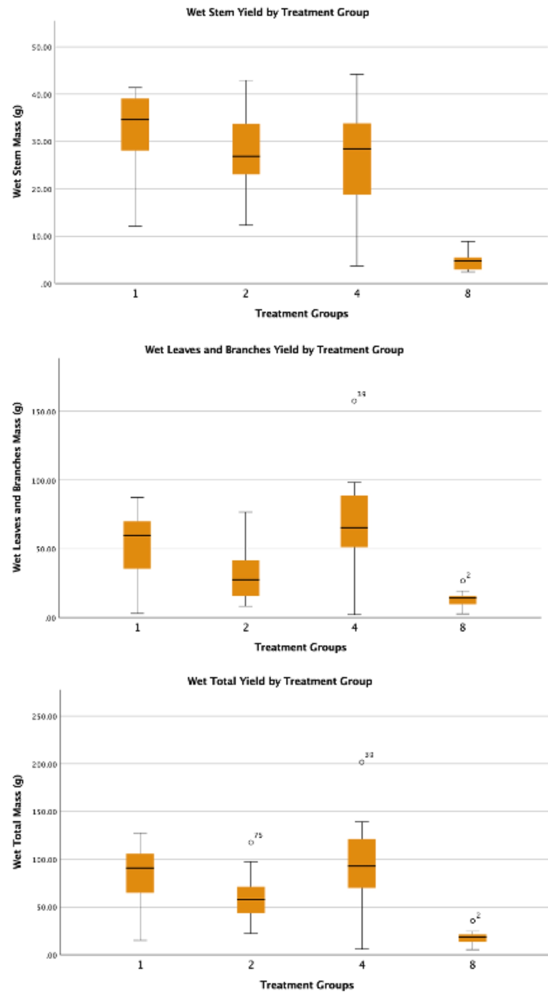 Wet Stem Yield by Treatment Group
50.00
40.00
30.00
20.00
10.00
.00
Wet Stem Mass (g)
1 2 4 8
Treatment Groups
Wet Leaves and Branches Yield by Treatment Group
150.00
100.00
50.00
.00
Wet Leaves and Branches Mass (g)
2
1 2 4 8
Treatment Groups
Wet Total Yield by Treatment Group
250.00
200.00
150.00
100.00
50.00
.00
Wet Total Mass (g)
75
2
1 2 4 8
Treatment Groups